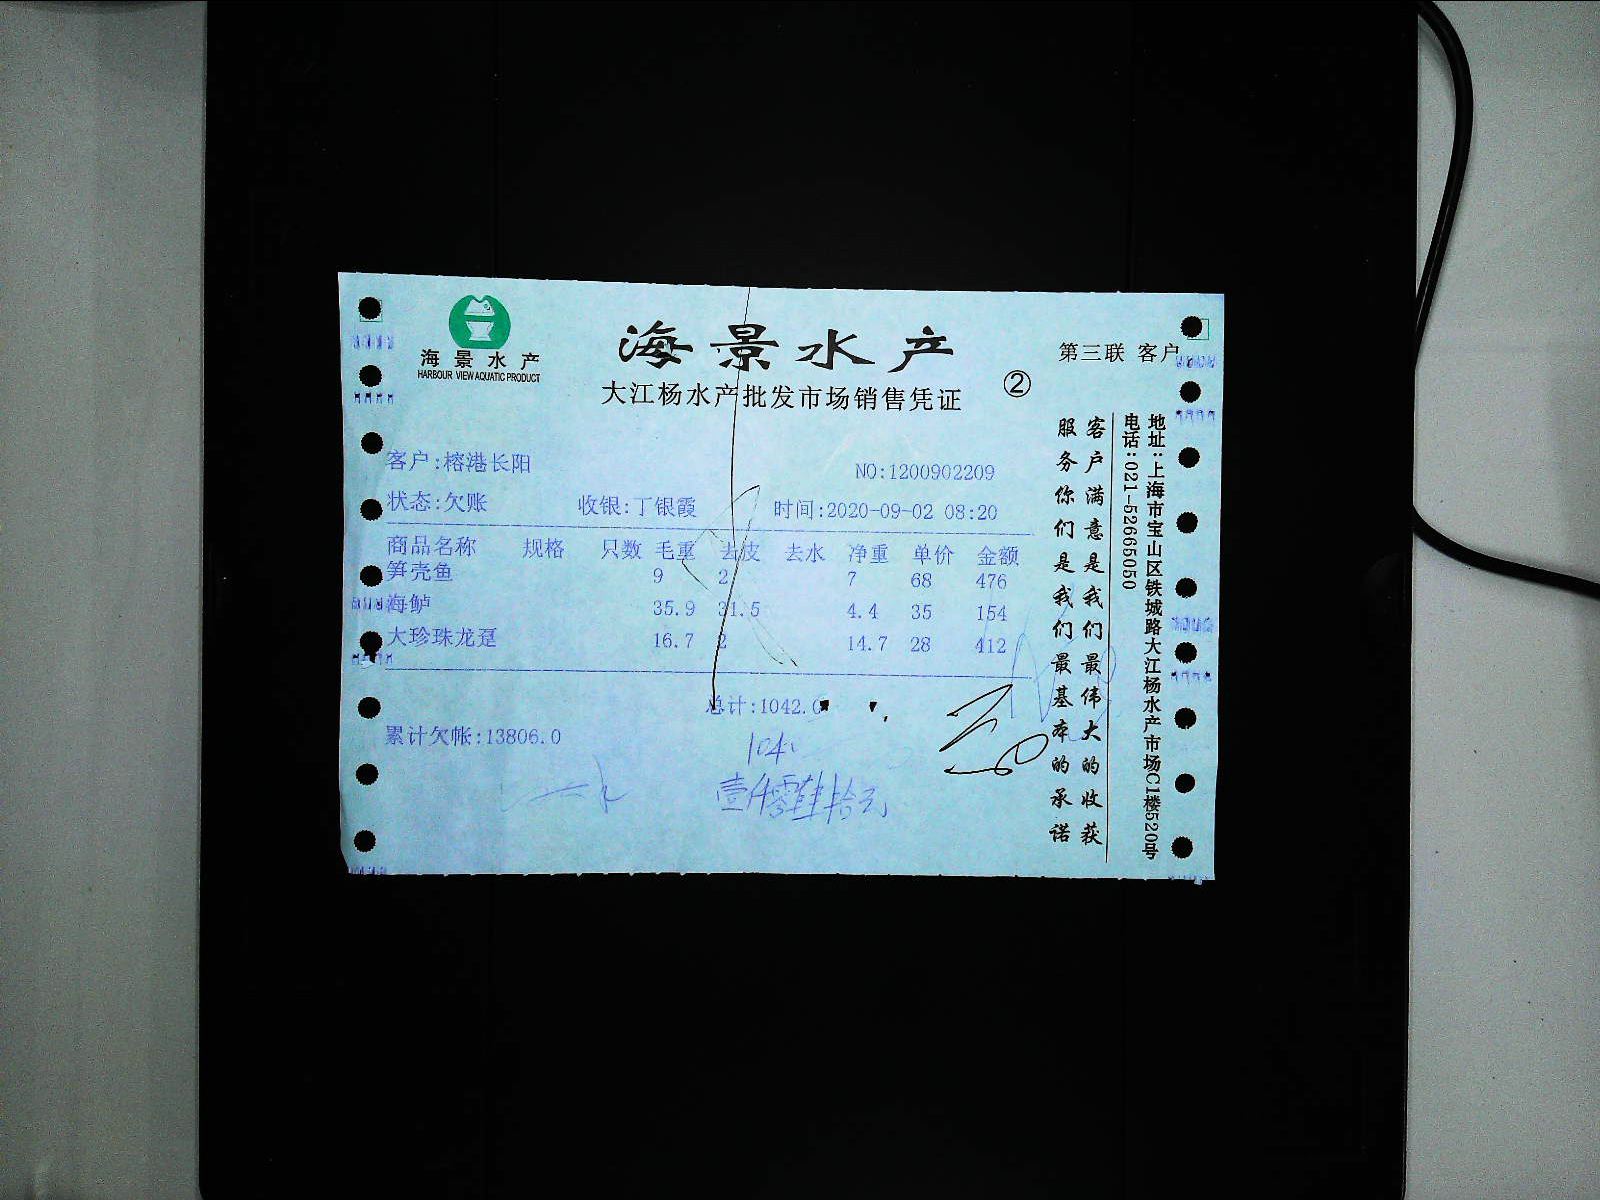 海景水产
HARBOUR VIEW AQUATIC PRODUCT
海景水产
大江杨水产批发市场销售凭证
②
第三联 客户
客户:榕港长阳
NO:1200902209
状态:欠账 收银:丁银霞 时间:2020-09-02 08:20
商品名称 规格 只数 毛重 去皮 去水 净重 单价 金额
笋壳鱼 9 2 7 68 476
海鲈 35.9 31.5 4.4 35 154
大珍珠龙趸 16.7 2 14.7 28 412
总计:1042.0
累计欠帐:13806.0
壹仟零肆拾元
客户满意是我们最伟大的收获
服务你们是我们最基本的承诺
地址:上海市宝山区铁城路大江杨水产市场C1楼520号
电话:021-52665050